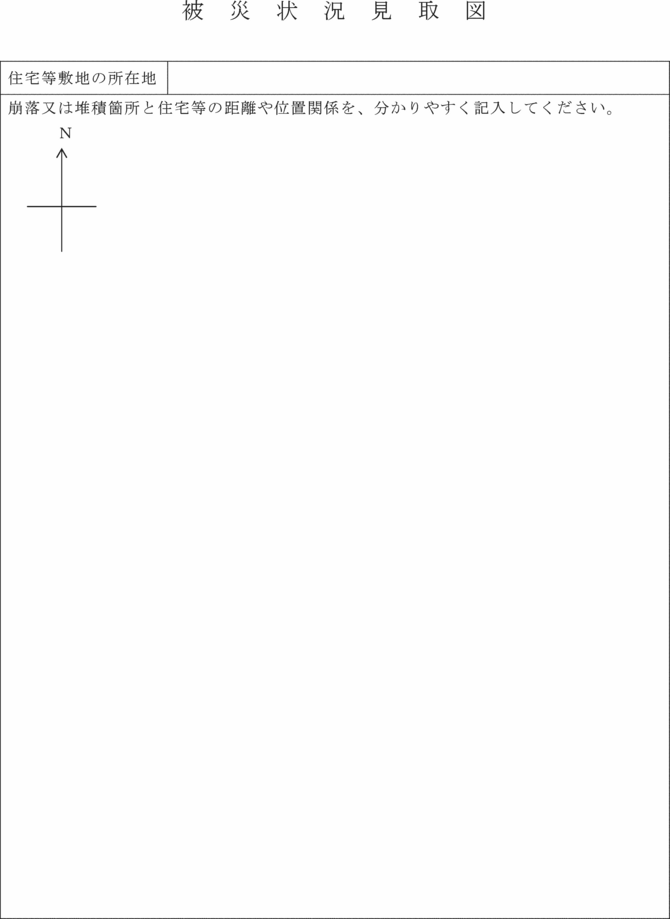 被災状況見取図
住宅等敷地の所在地
崩落又は堆積箇所と住宅等の距離や位置関係を、分かりやすく記入してください。
N